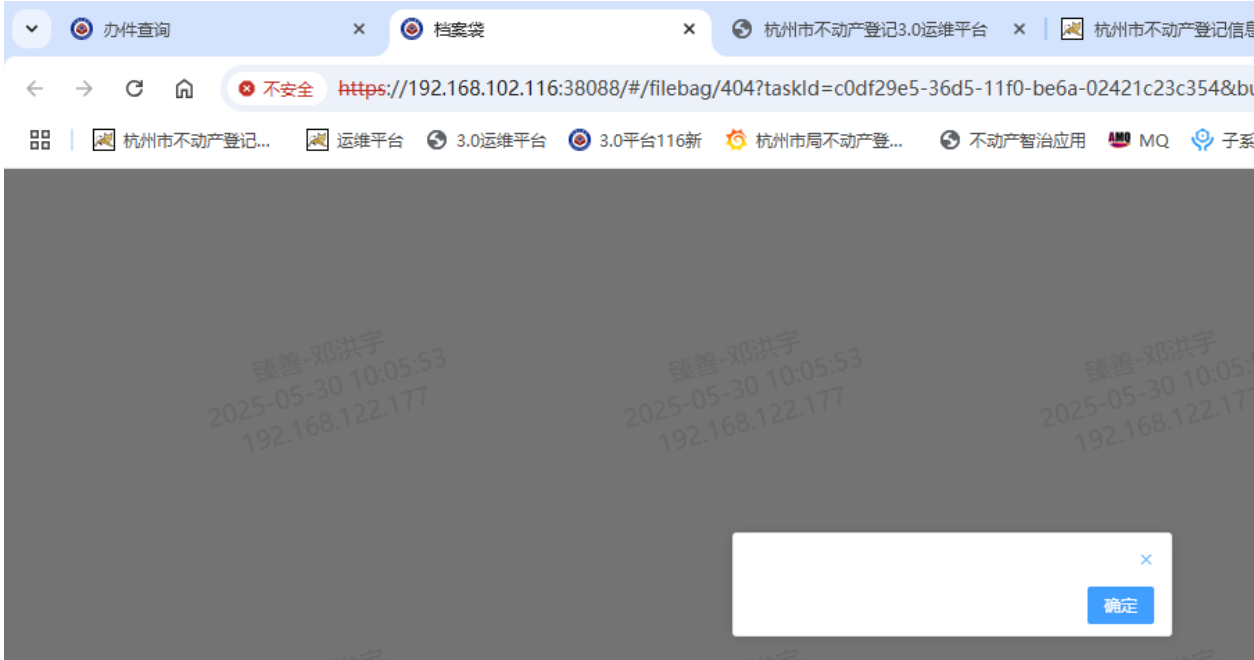 办件查询
档案袋
杭州市不动产登记3.0运维平台
杭州市不动产登记信息
不安全 https://192.168.102.116:38088/#/filebag/404?taskId=c0df29e5-36d5-11f0-be6a-02421c23c354&bu
杭州市不动产登记...
运维平台
3.0运维平台
3.0平台116新
杭州市局不动产登...
不动产智治应用
MQ
子系
臻善-邓洪宇
2025-05-30 10:05:53
192.168.122.177
臻善-邓洪宇
2025-05-30 10:05:53
192.168.122.177
臻善-邓洪宇
2025-05-30 10:05:
192.168.122.17
确定